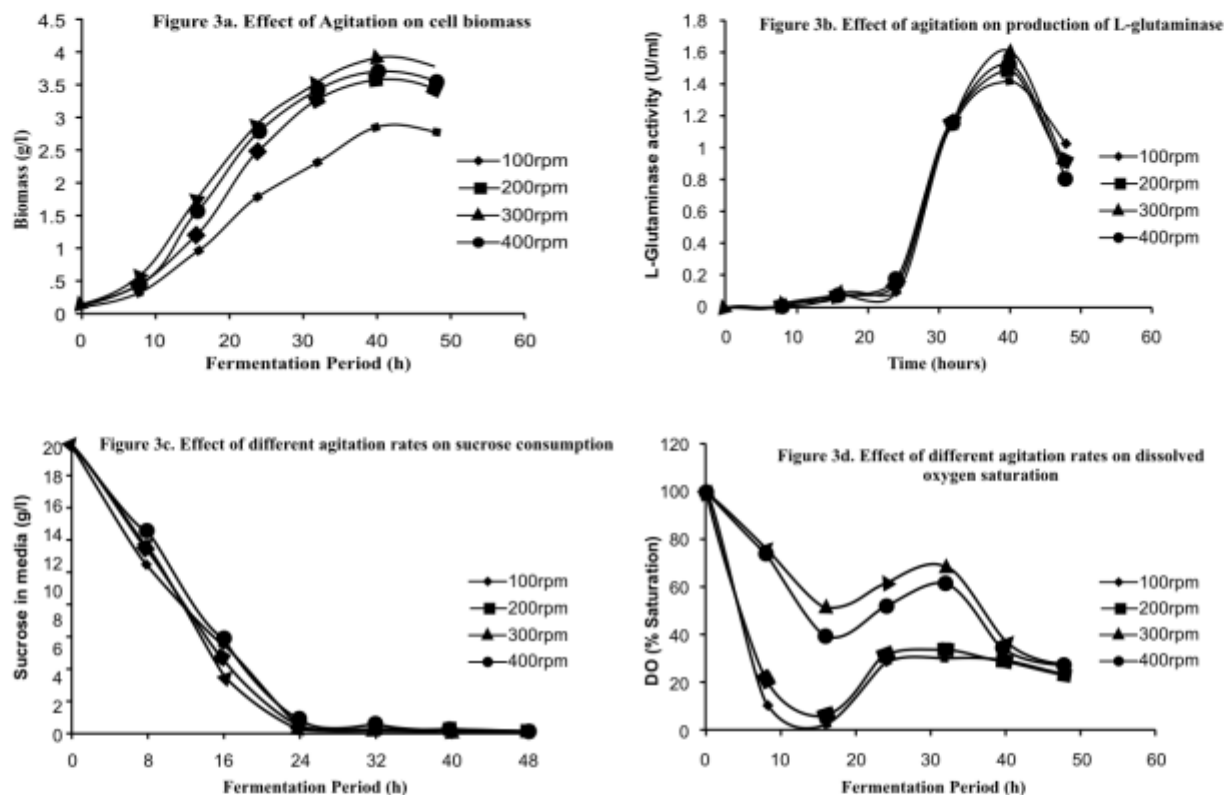 Figure 3a. Effect of Agitation on cell biomass
4.5
4
3.5
3
2.5
2
1.5
1
.5
0
Biomass (g/l)
0 10 20 30 40 50 60
Fermentation Period (h)
100rpm
200rpm
300rpm
400rpm
Figure 3b. Effect of agitation on production of L-glutaminase
1.8
1.6
1.4
1.2
1
0.8
0.6
0.4
0.2
0
L-Glutaminase activity (U/ml)
0 10 20 30 40 50 60
Time (hours)
100rpm
200rpm
300rpm
400rpm
Figure 3c. Effect of different agitation rates on sucrose consumption
20
18
16
14
12
10
8
6
4
2
0
Sucrose in media (g/l)
0 8 16 24 32 40 48
Fermentation Period (h)
100rpm
200rpm
300rpm
400rpm
Figure 3d. Effect of different agitation rates on dissolved
oxygen saturation
120
100
80
60
40
20
0
DO (% Saturation)
0 10 20 30 40 50 60
Fermentation Period (h)
100rpm
200rpm
300rpm
400rpm